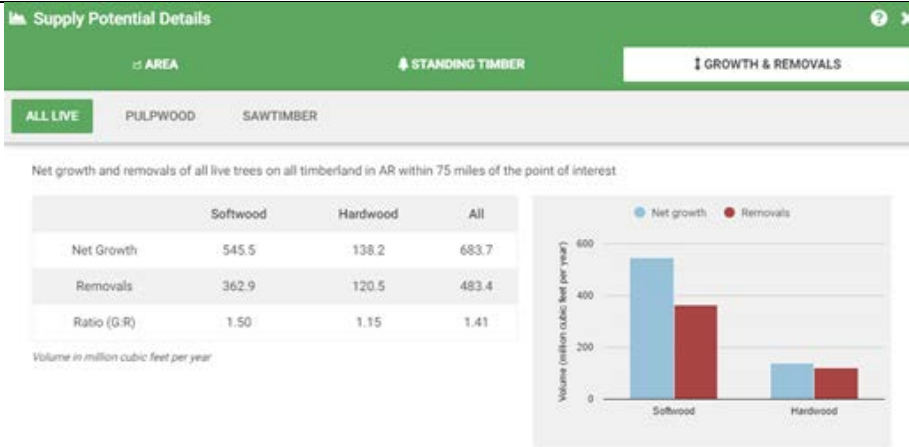 Supply Potential Details
AREA
STANDING TIMBER
GROWTH & REMOVALS
ALL LIVE PULPWOOD SAWTIMBER
Net growth and removals of all live trees on all timberland in AR within 75 miles of the point of interest
Softwood Hardwood All
Net Growth 545.5 138.2 683.7
Removals 362.9 120.5 483.4
Ratio (G:R) 1.50 1.15 1.41
Volume in million cubic feet per year
Net growth Removals
Volume (million cubic feet per year)
600
400
200
0
Softwood Hardwood